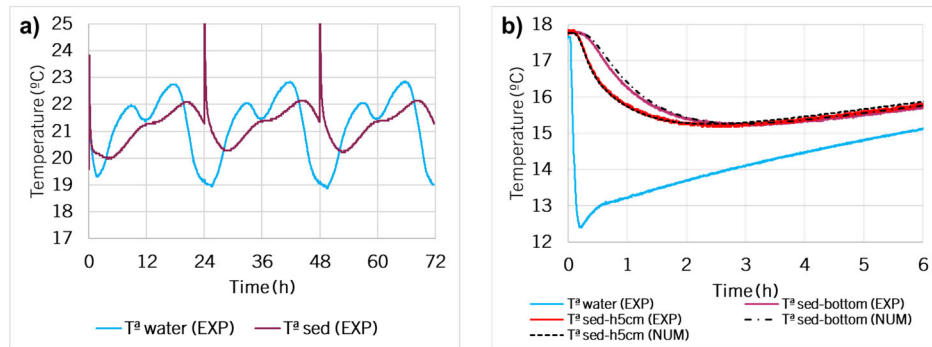 a)
25
24
23
22
21
20
19
18
17
Temperature (ºC)
0 12 24 36 48 60 72
Time (h)
Tª water (EXP) Tª sed (EXP)
b)
18
17
16
15
14
13
12
Temperature (ºC)
0 1 2 3 4 5 6
Time (h)
Tª water (EXP) Tª sed-bottom (EXP)
Tª sed-h5cm (EXP) Tª sed-bottom (NUM)
Tª sed-h5cm (NUM)